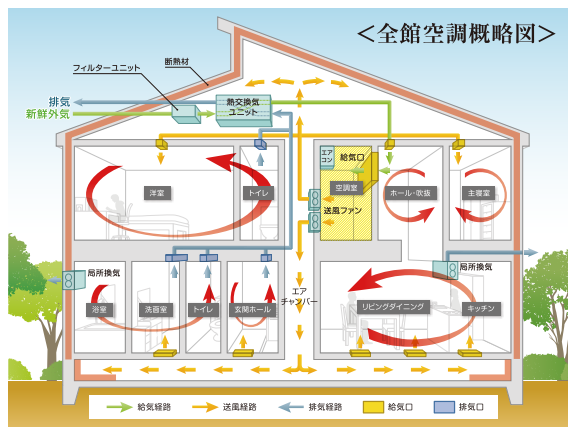 ＜全館空調概略図＞
フィルターユニット
断熱材
排気
新鮮外気
熱交換気
ユニット
エアコン
給気口
洋室
トイレ
空調室
ホール・吹抜
主寝室
送風ファン
局所換気
局所換気
浴室
洗面室
トイレ
玄関ホール
エア
チャンバー
リビングダイニング
キッチン
給気経路
送風経路
排気経路
給気口
排気口